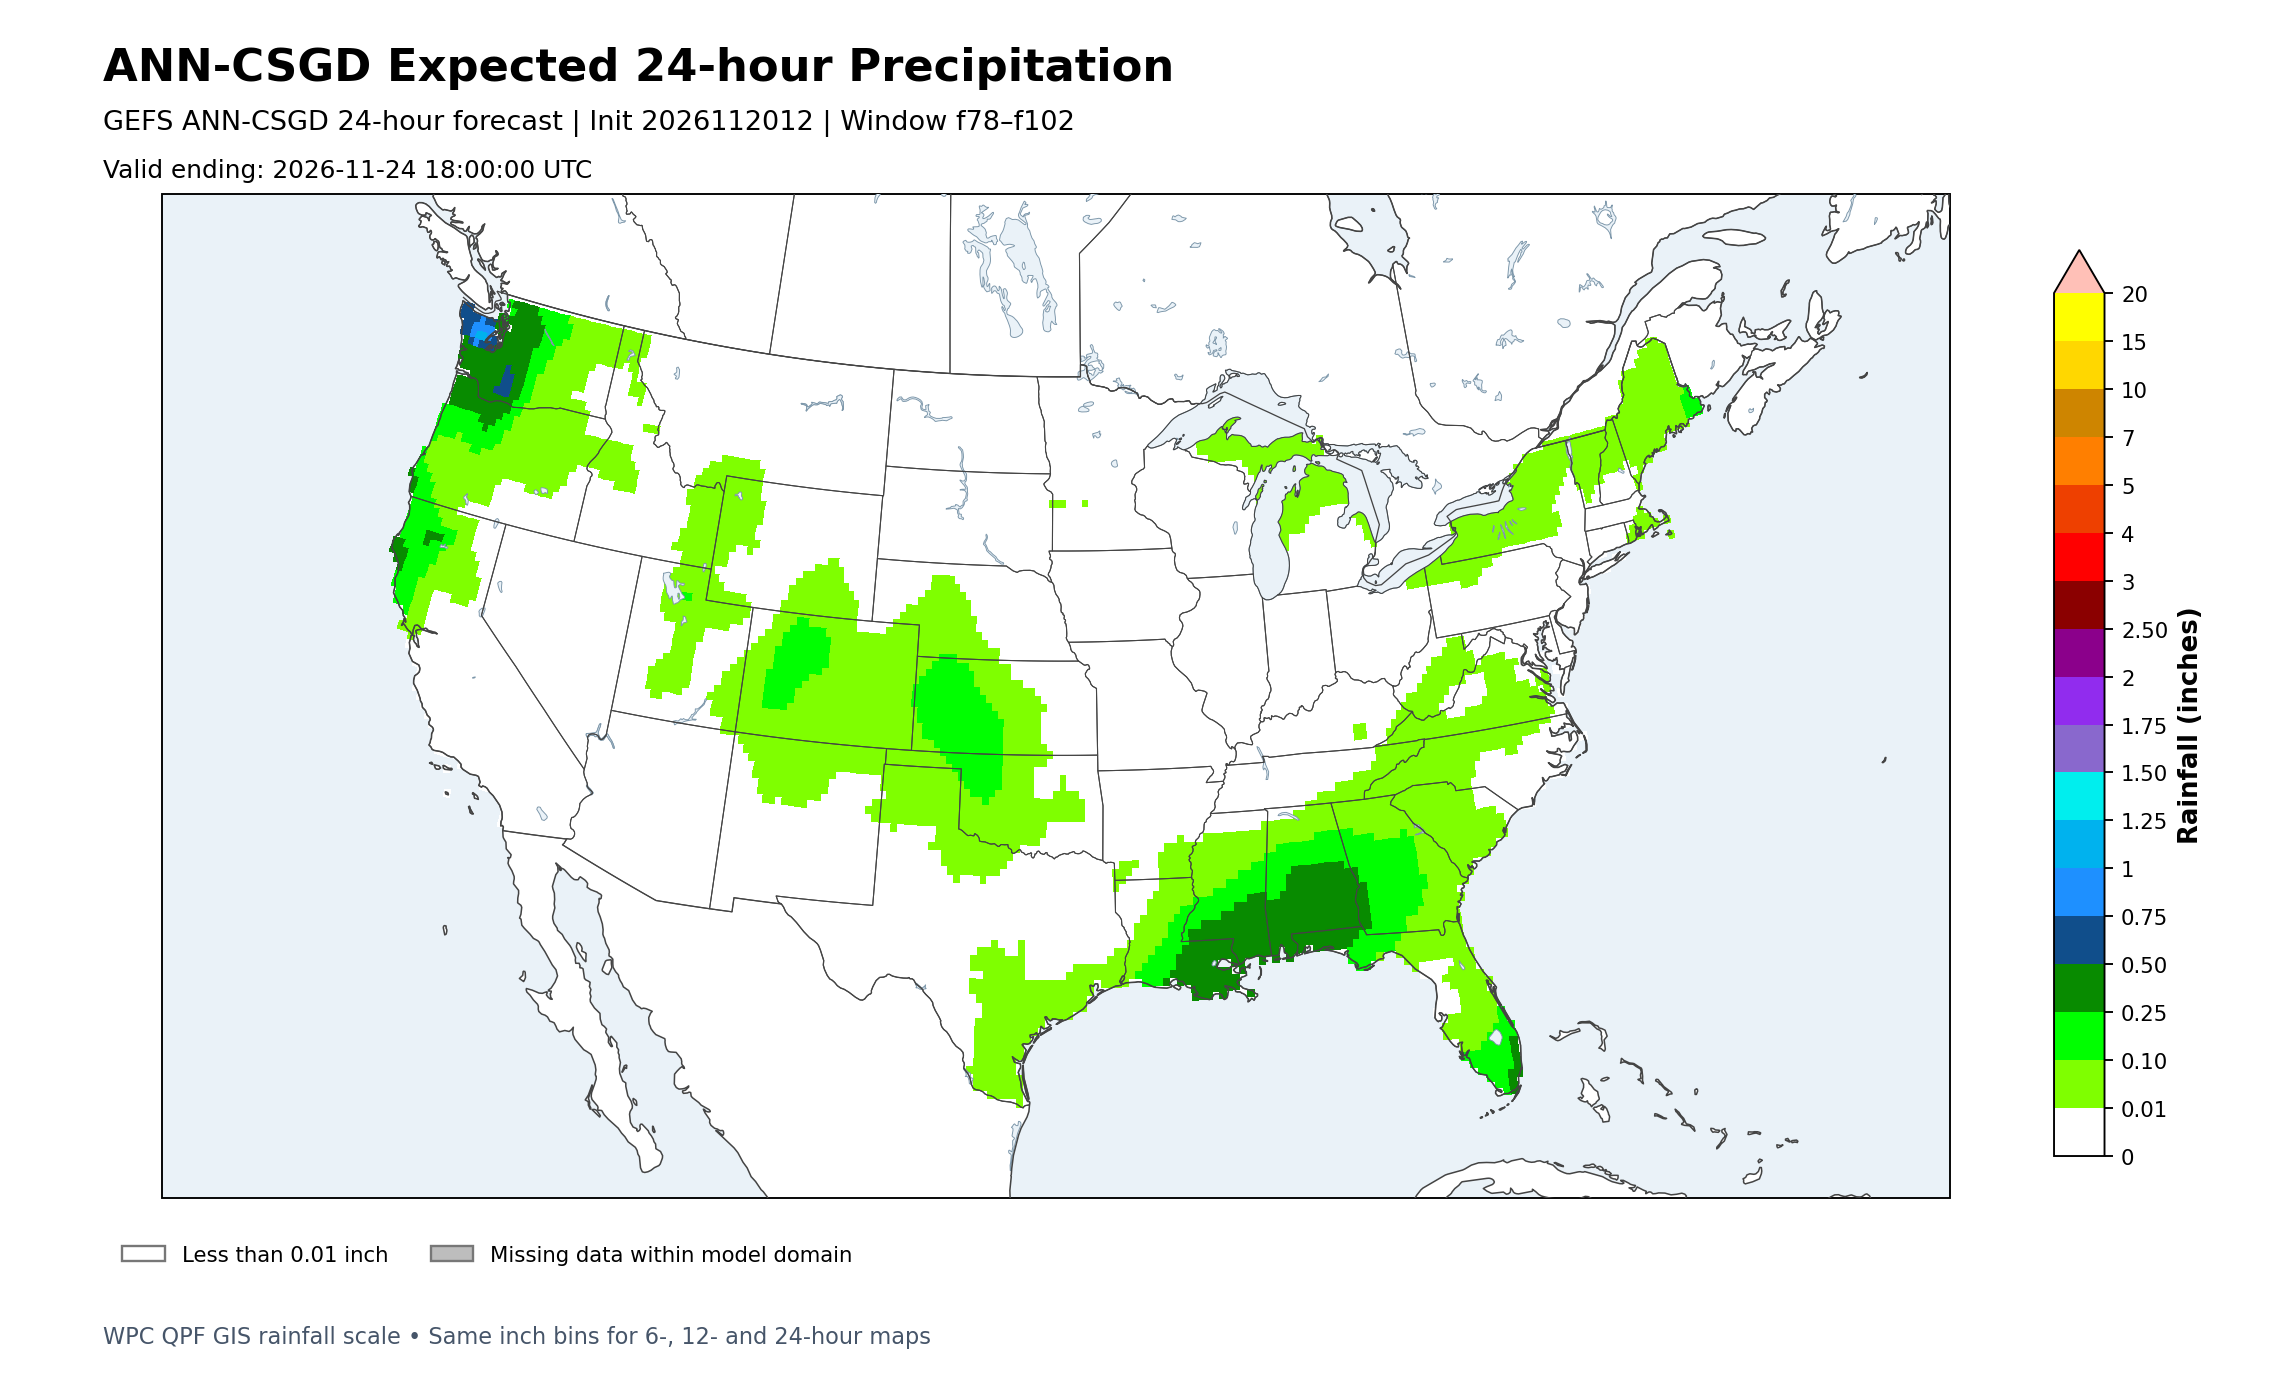 ANN-CSGD Expected 24-hour Precipitation
GEFS ANN-CSGD 24-hour forecast | Init 2026112012 | Window f78–f102
Valid ending: 2026-11-24 18:00:00 UTC
20
15
10
7
5
4
3
2.50
2
1.75
1.50
1.25
1
0.75
0.50
0.25
0.10
0.01
0
Rainfall (inches)
Less than 0.01 inch
Missing data within model domain
WPC QPF GIS rainfall scale • Same inch bins for 6-, 12- and 24-hour maps